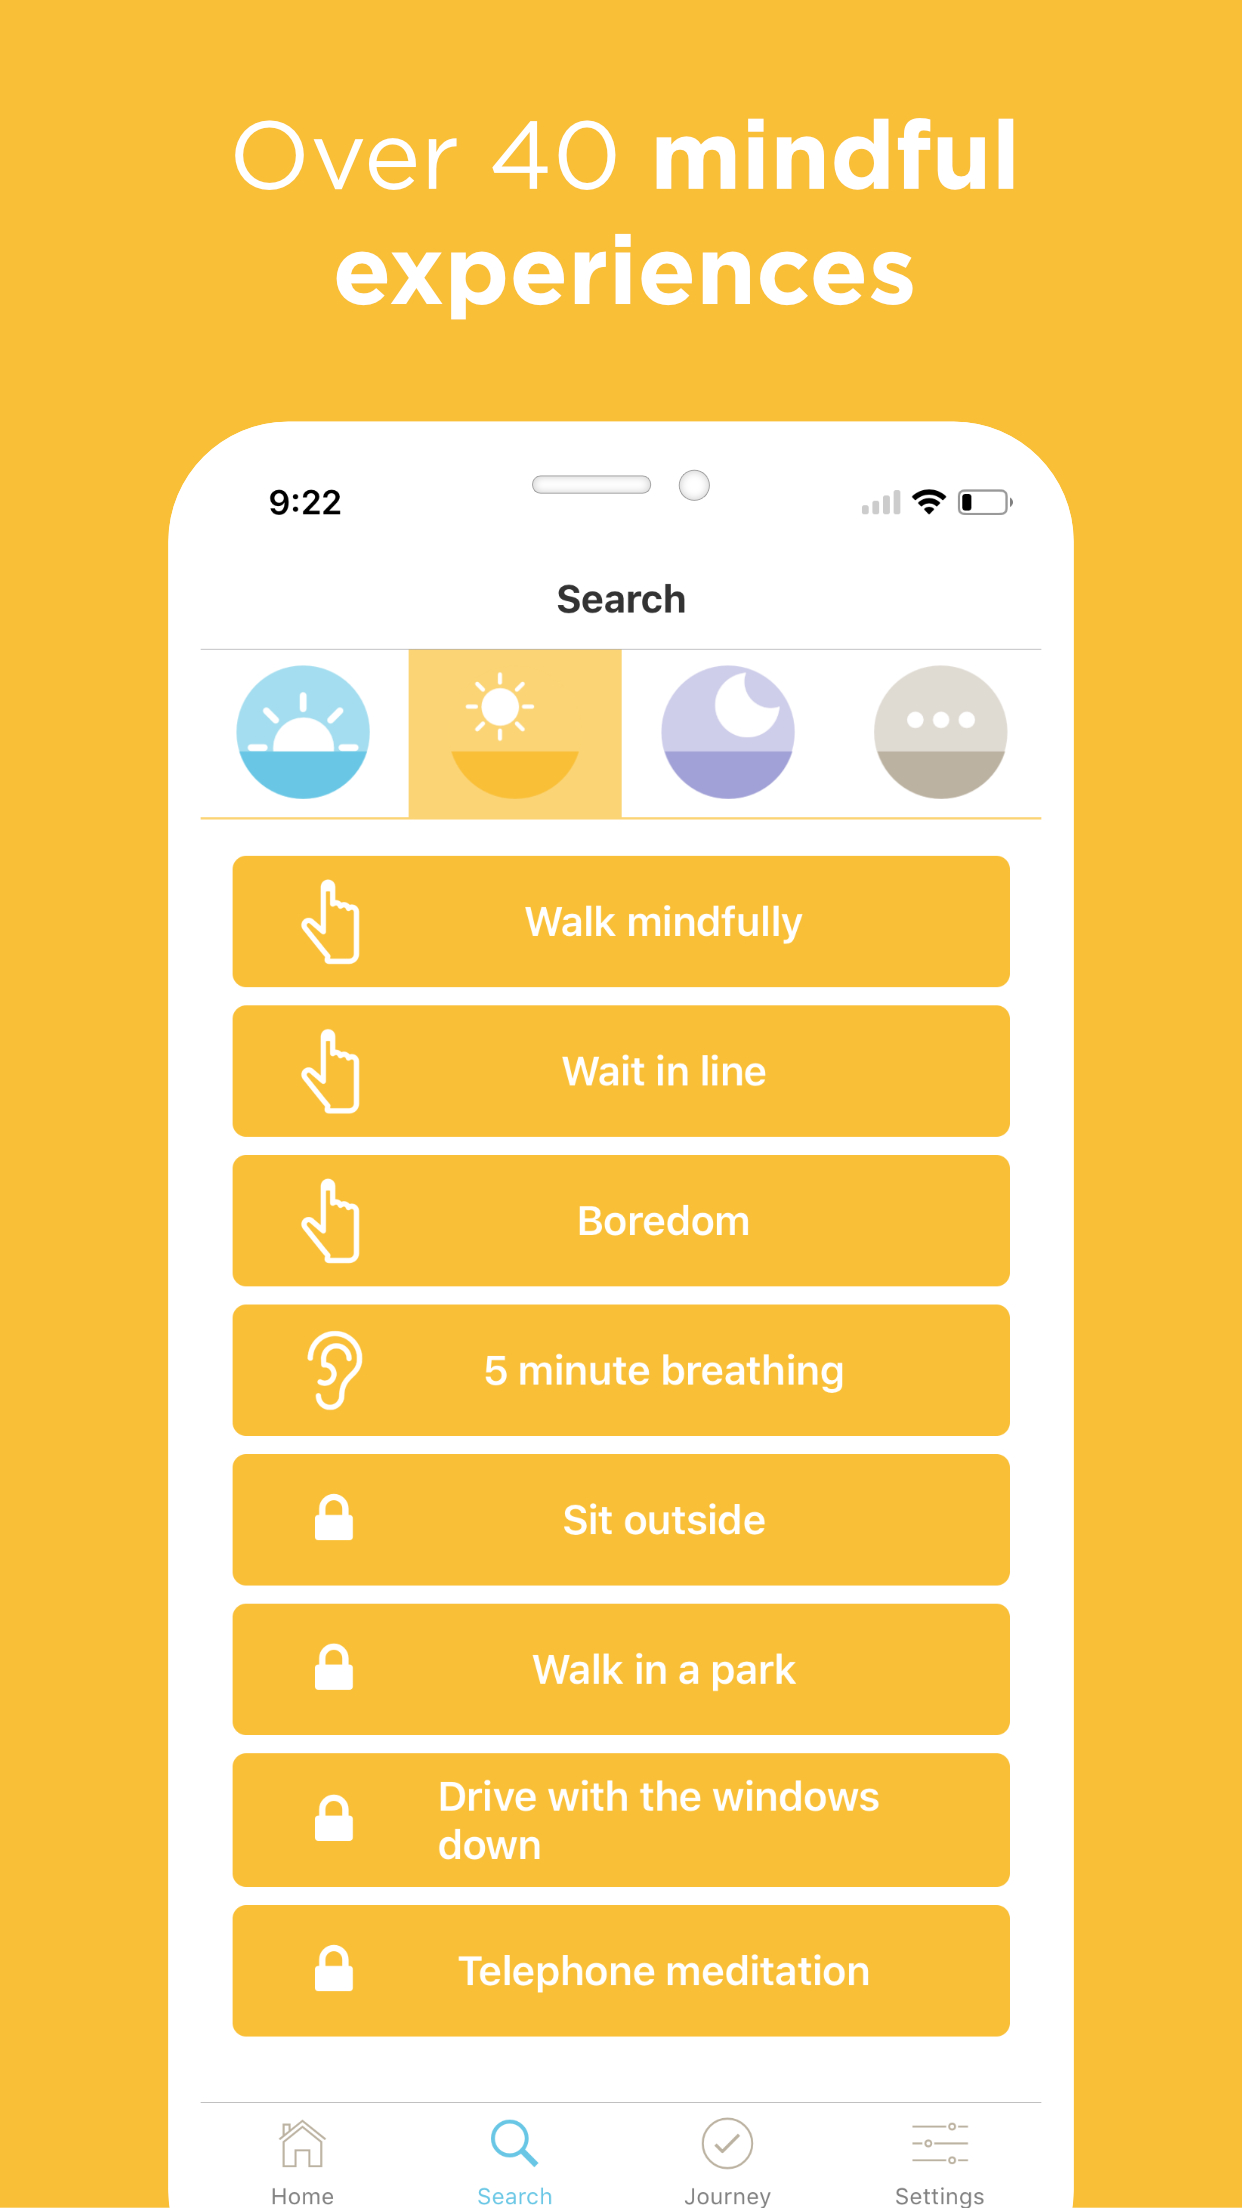 Over 40 mindful
experiences
9:22
Search
Walk mindfully
Wait in line
Boredom
5 minute breathing
Sit outside
Walk in a park
Drive with the windows
down
Telephone meditation
Home
Search
Journey
Settings